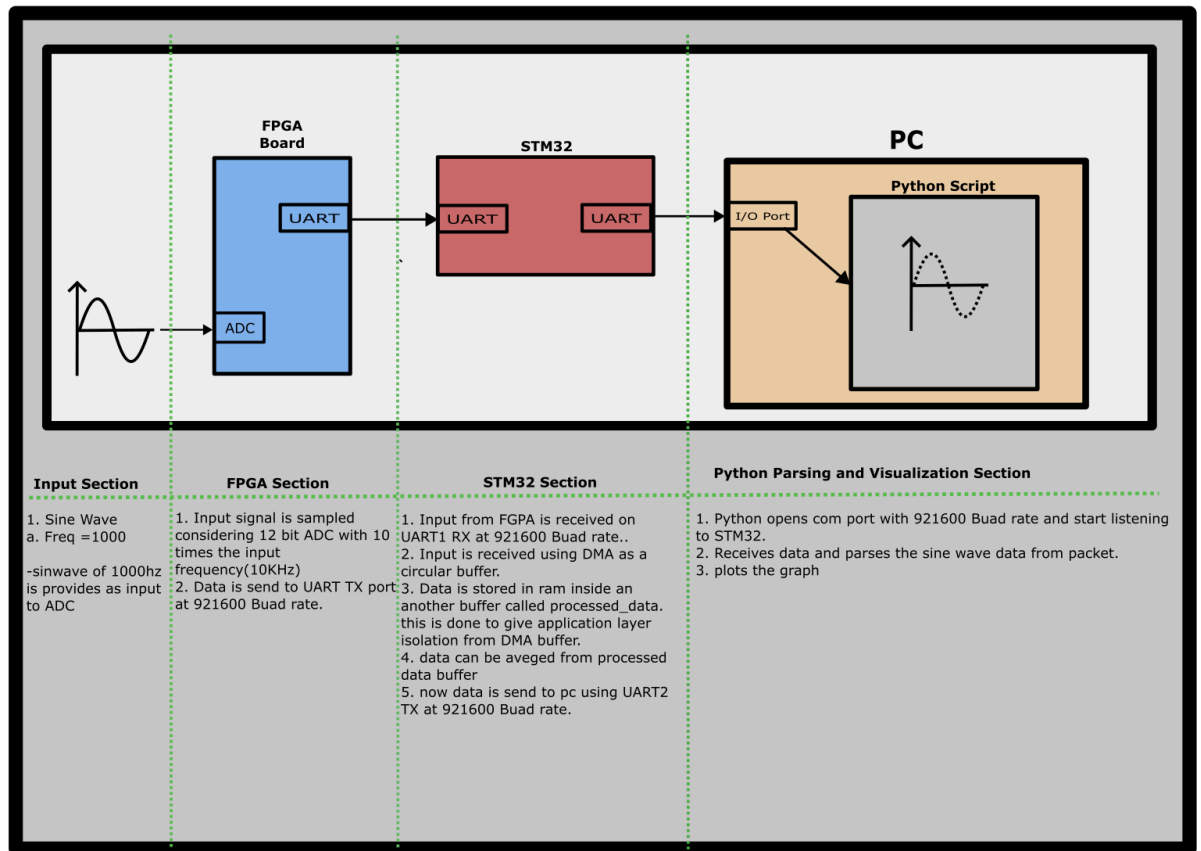 FPGA
Board
UART
ADC
STM32
UART
UART
PC
I/O Port
Python Script
Input Section
1. Sine Wave
a. Freq =1000
-sinwave of 1000hz
is provides as input
to ADC
FPGA Section
1. Input signal is sampled
considering 12 bit ADC with 10
times the input
frequency(10KHz)
2. Data is send to UART TX port
at 921600 Buad rate.
STM32 Section
1. Input from FGPA is received on
UART1 RX at 921600 Buad rate..
2. Input is received using DMA as a
circular buffer.
3. Data is stored in ram inside an
another buffer called processed_data.
this is done to give application layer
isolation from DMA buffer.
4. data can be aveged from processed
data buffer
5. now data is send to pc using UART2
TX at 921600 Buad rate.
Python Parsing and Visualization Section
1. Python opens com port with 921600 Buad rate and start listening
to STM32.
2. Receives data and parses the sine wave data from packet.
3. plots the graph